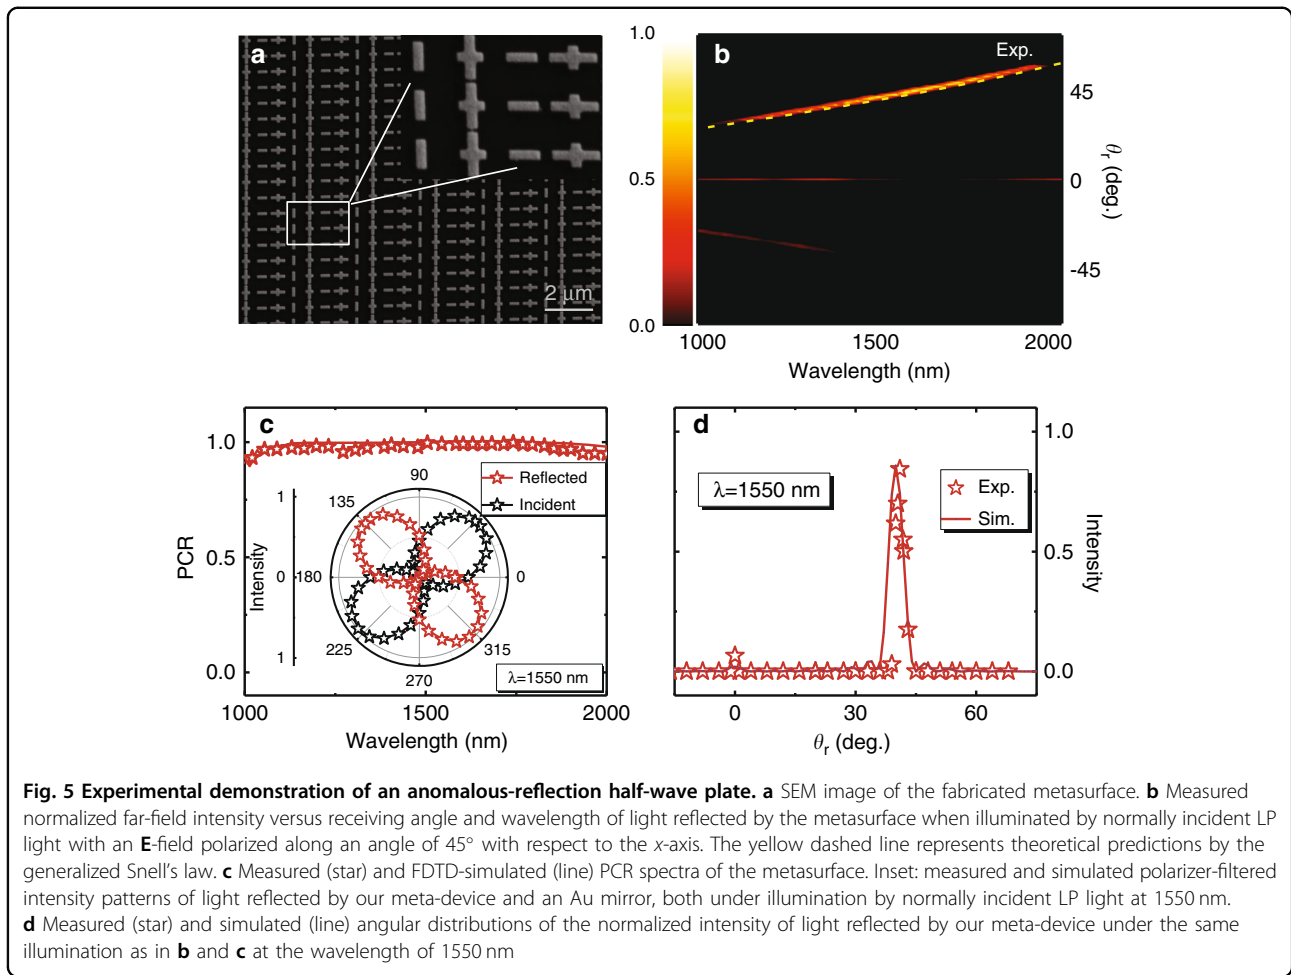 a
2 μm
1.0
0.5
0.0
b
Exp.
45
0
-45
θr (deg.)
1000
1500
2000
Wavelength (nm)
c
1.0
0.5
0.0
PCR
Reflected
Incident
90
135
180
225
270
315
0
1
0
1
Intensity
λ=1550 nm
1000
1500
2000
Wavelength (nm)
d
λ=1550 nm
Exp.
Sim.
1.0
0.5
0.0
Intensity
0
30
60
θr (deg.)
Fig. 5 Experimental demonstration of an anomalous-reflection half-wave plate. a SEM image of the fabricated metasurface. b Measured
normalized far-field intensity versus receiving angle and wavelength of light reflected by the metasurface when illuminated by normally incident LP
light with an E-field polarized along an angle of 45° with respect to the x-axis. The yellow dashed line represents theoretical predictions by the
generalized Snell's law. c Measured (star) and FDTD-simulated (line) PCR spectra of the metasurface. Inset: measured and simulated polarizer-filtered
intensity patterns of light reflected by our meta-device and an Au mirror, both under illumination by normally incident LP light at 1550 nm.
d Measured (star) and simulated (line) angular distributions of the normalized intensity of light reflected by our meta-device under the same
illumination as in b and c at the wavelength of 1550 nm